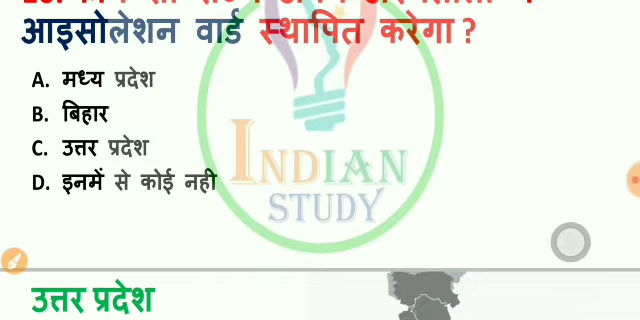 आइसोलेशन वार्ड स्थापित करेगा ?
A. मध्य प्रदेश
B. बिहार
C. उत्तर प्रदेश
D. इनमें से कोई नही
INDIAN
STUDY
उत्तर प्रदेश